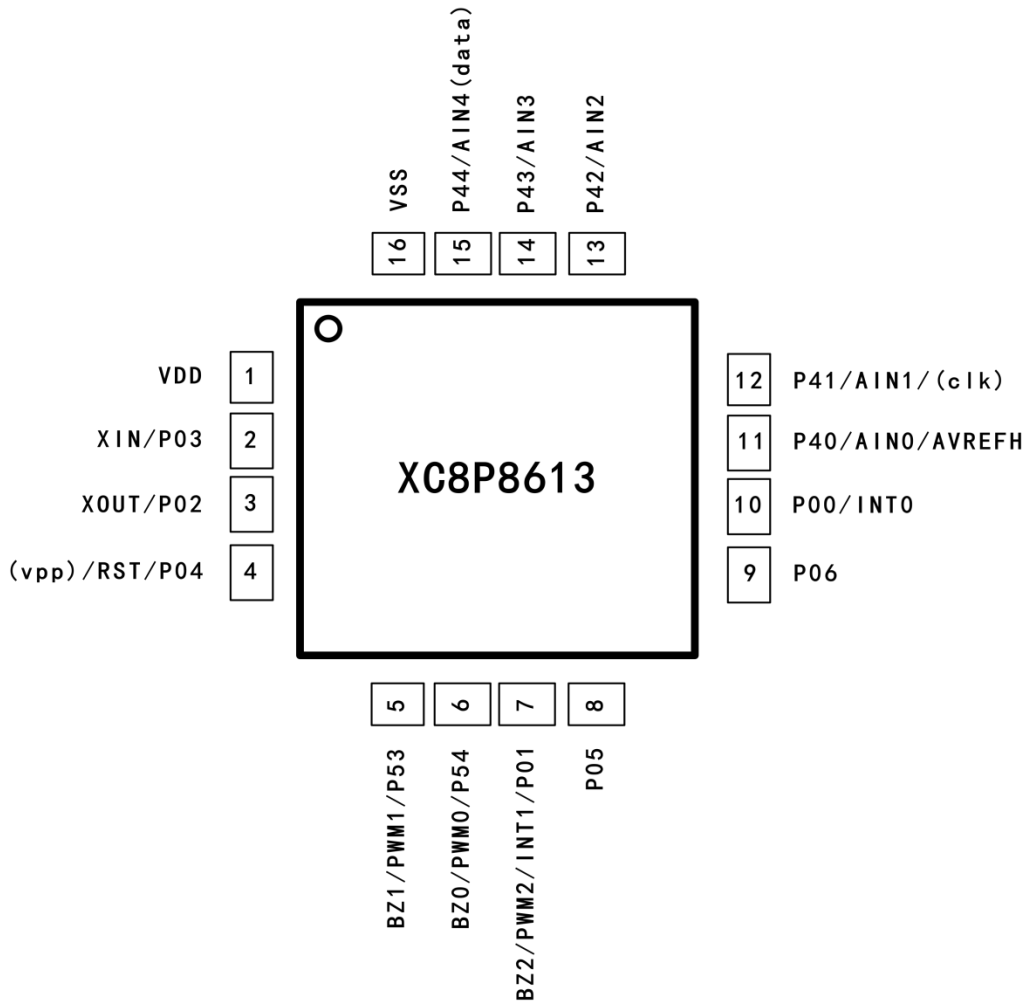 P44/AIN4(data)
P43/AIN3
P42/AIN2
VSS
16
15
14
13
VDD
1
12
P41/AIN1/(clk)
XIN/P03
2
11
P40/AIN0/AVREFH
XC8P8613
XOUT/P02
3
10
P00/INT0
(vpp)/RST/P04
4
9
P06
5
6
7
8
BZ1/PWM1/P53
BZ0/PWM0/P54
BZ2/PWM2/INT1/P01
P05